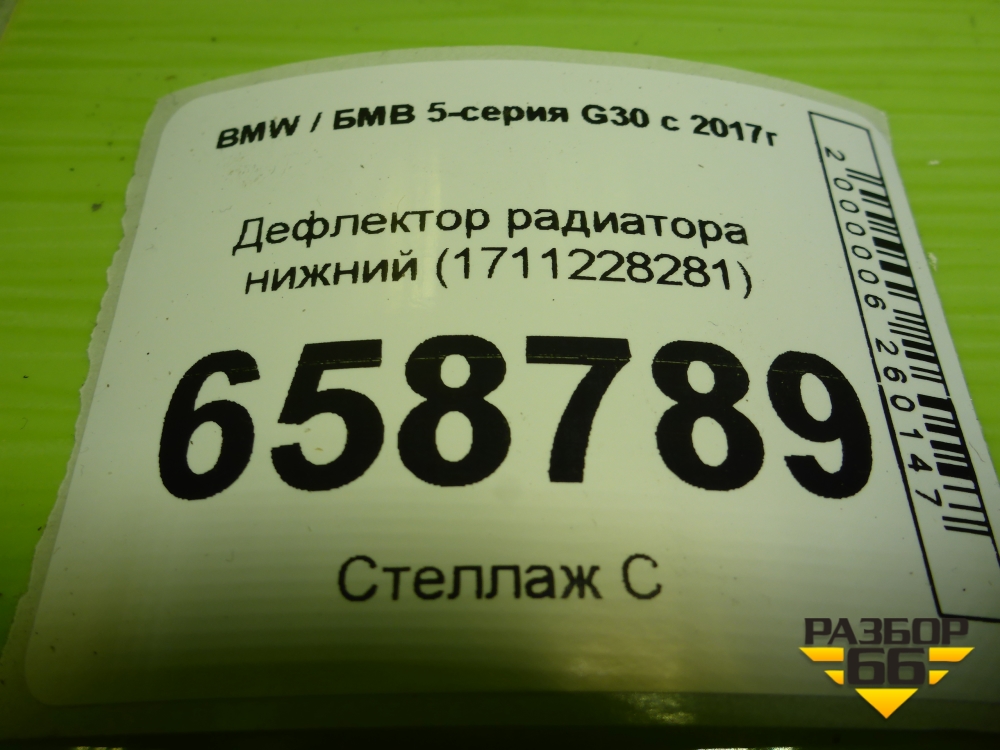 BMW / БМВ 5-серия G30 с 2017г
Дефлектор радиатора
нижний (1711228281)
658789
Стеллаж С
2000006260147
РАЗБОР
66